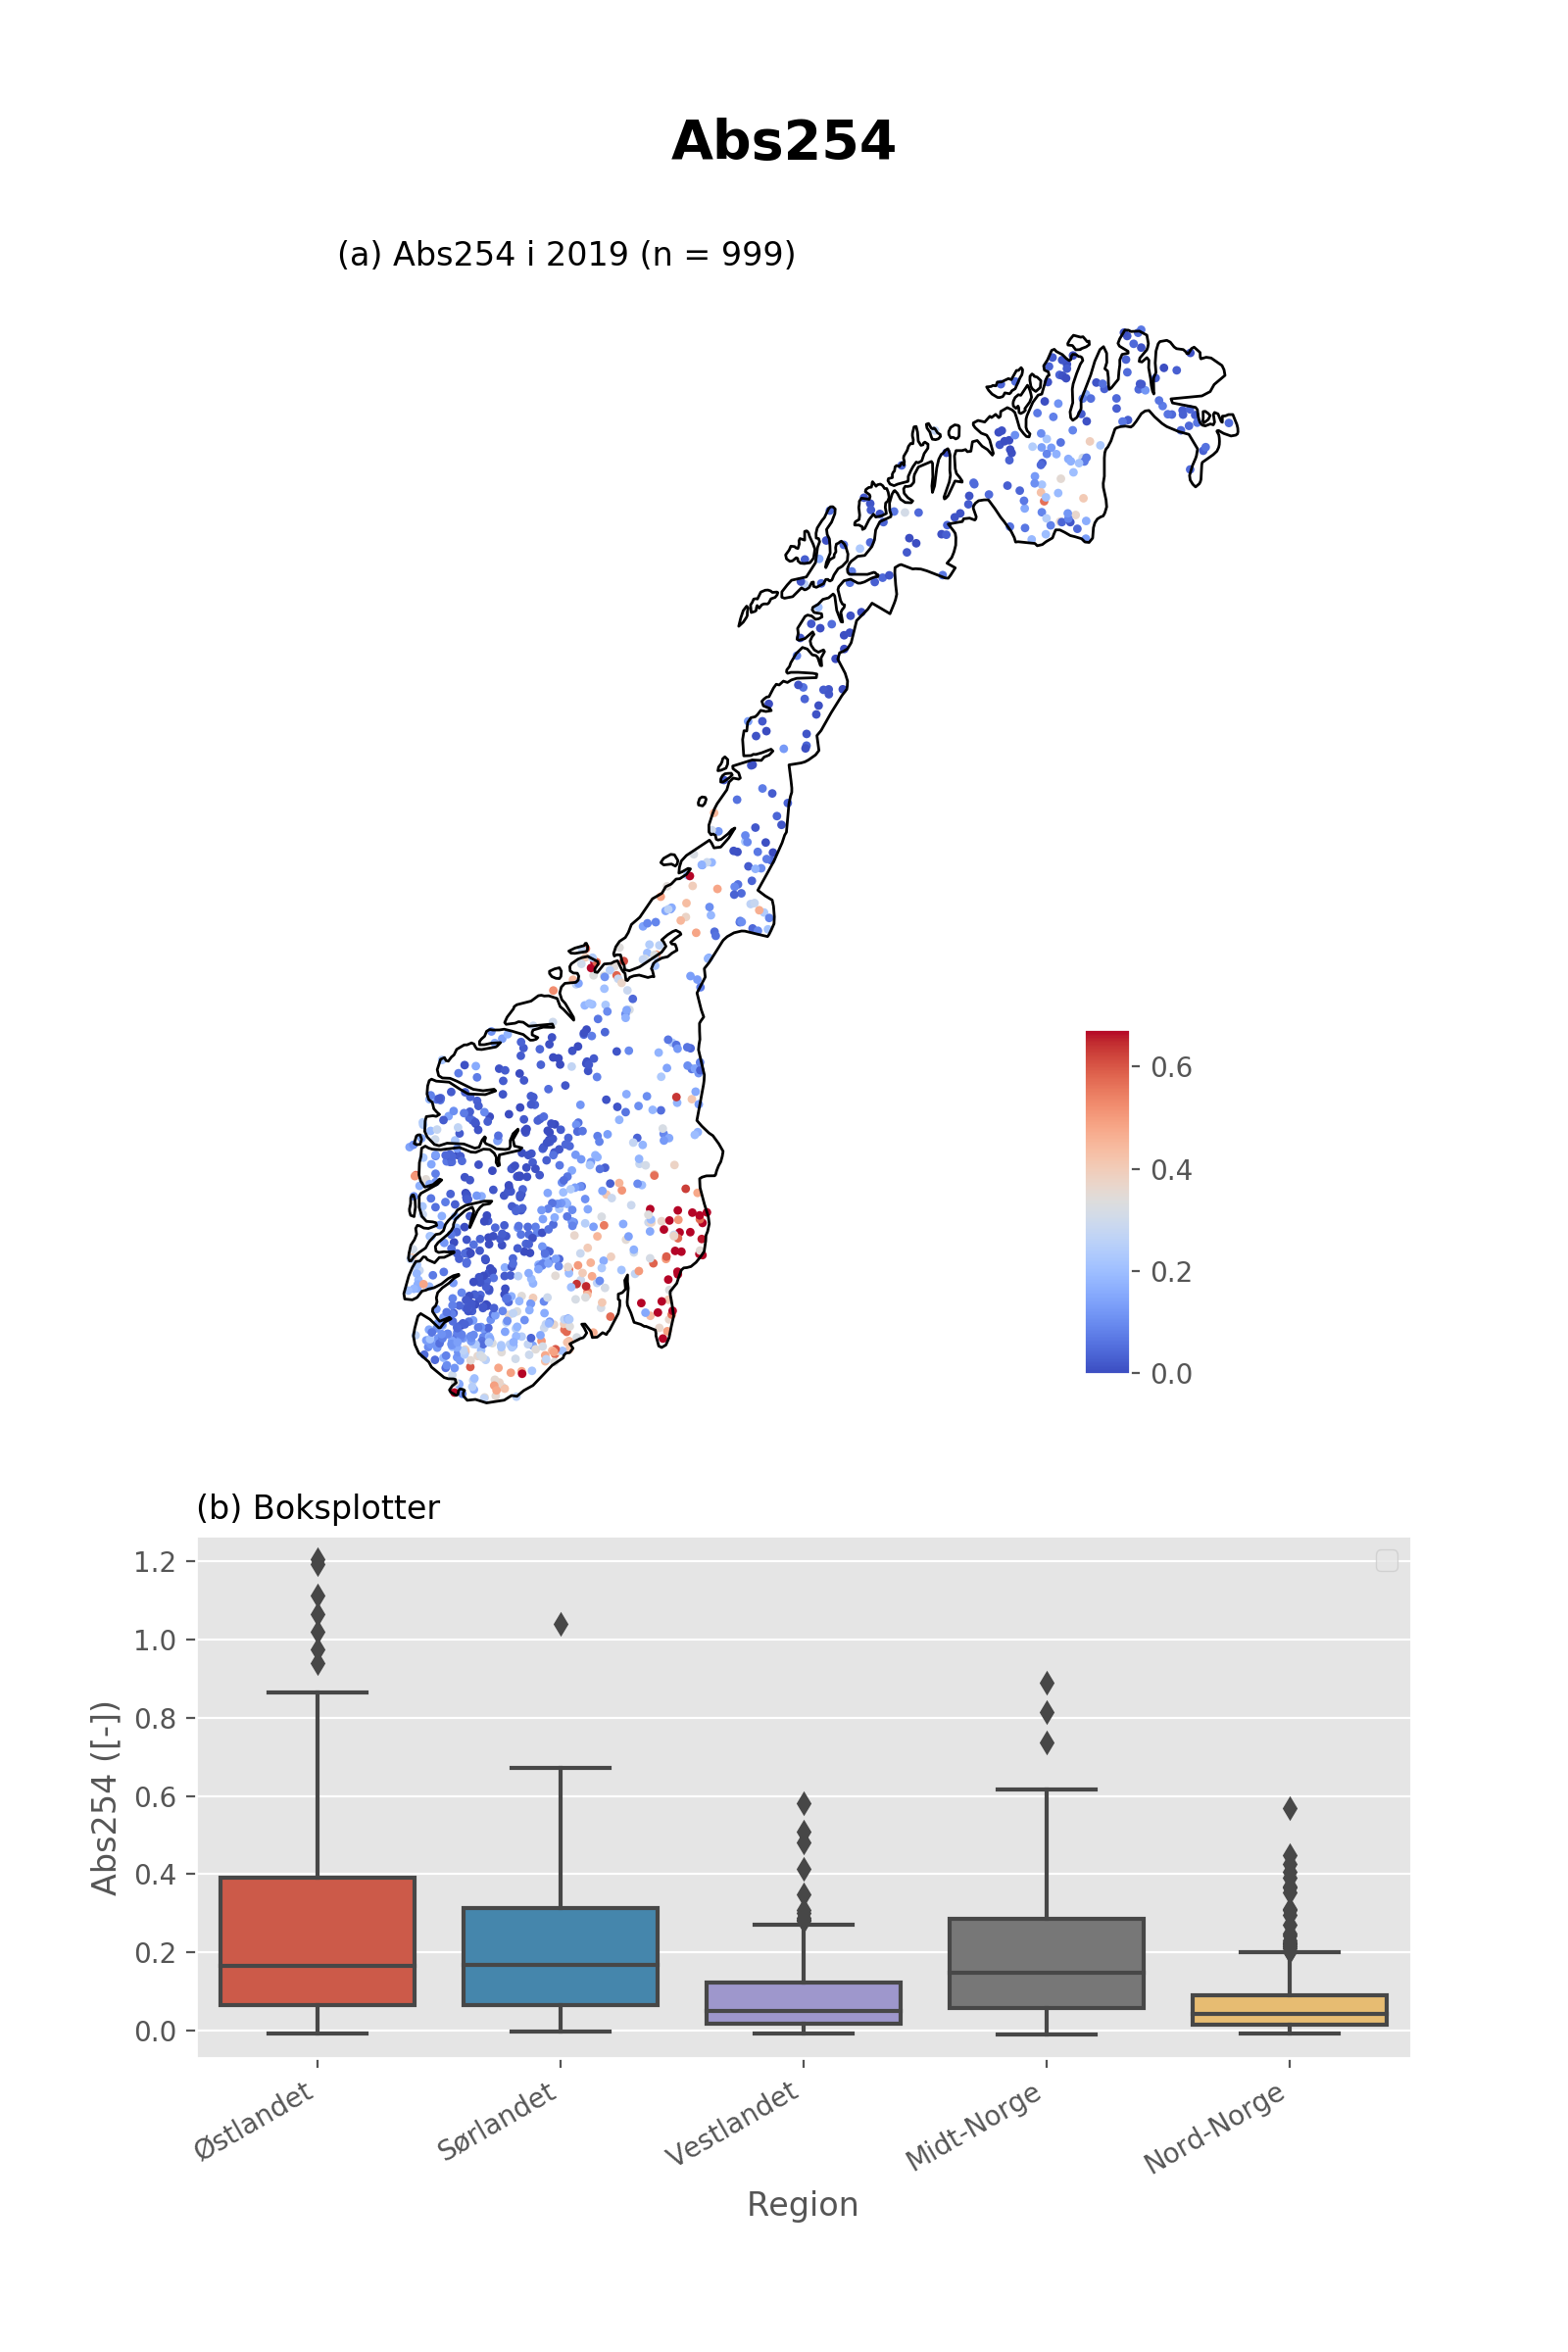 Abs254
(a) Abs254 i 2019 (n = 999)
0.6
0.4
0.2
0.0
(b) Boksplotter
1.2
1.0
0.8
0.6
0.4
0.2
0.0
Abs254 ([-])
Østlandet
Sørlandet
Vestlandet
Midt-Norge
Nord-Norge
Region